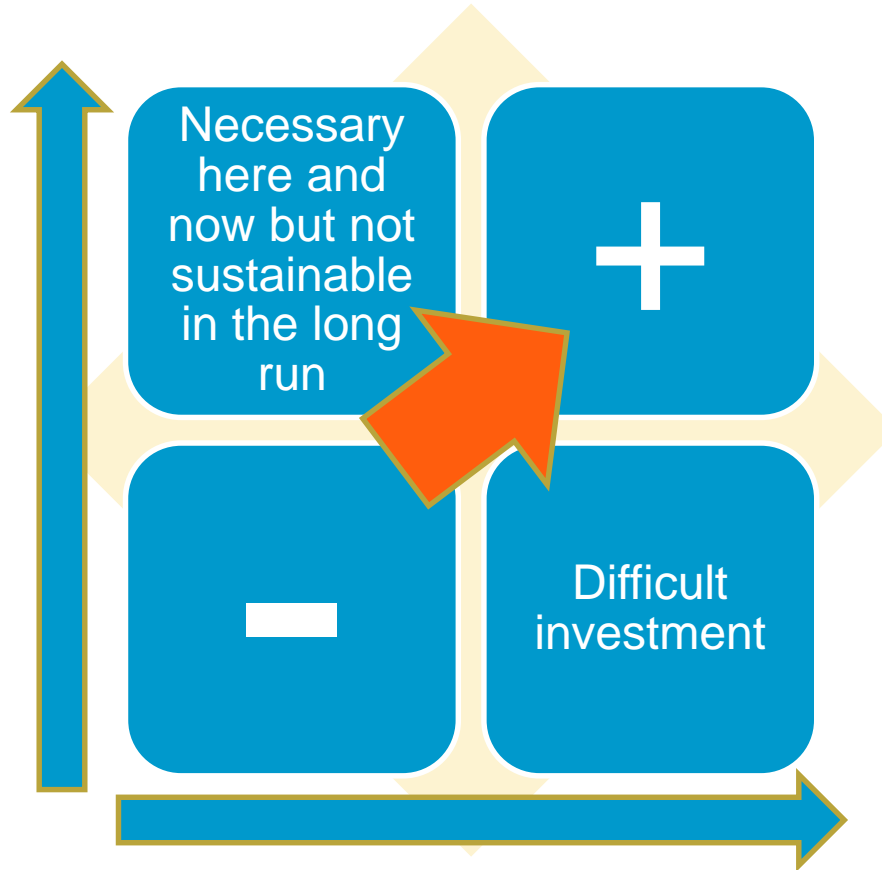 Necessary
here and
now but not
sustainable
in the long
run
+
-
Difficult
investment